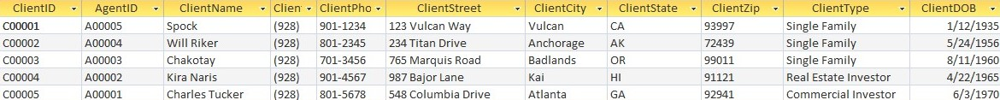 ClientID AgentID ClientName Client ClientPho ClientStreet ClientCity ClientState ClientZip ClientType ClientDOB
C00001 A00005 Spock (928) 901-1234 123 Vulcan Way Vulcan CA 93997 Single Family 1/12/1935
C00002 A00004 Will Riker (928) 801-2345 234 Titan Drive Anchorage AK 72439 Single Family 5/24/1956
C00003 A00003 Chakotay (928) 701-3456 765 Marquis Road Badlands OR 99011 Single Family 8/11/1960
C00004 A00002 Kira Naris (928) 901-4567 987 Bajor Lane Kai HI 91121 Real Estate Investor 4/22/1965
C00005 A00001 Charles Tucker (928) 801-5678 548 Columbia Drive Atlanta GA 92941 Commercial Investor 6/3/1970